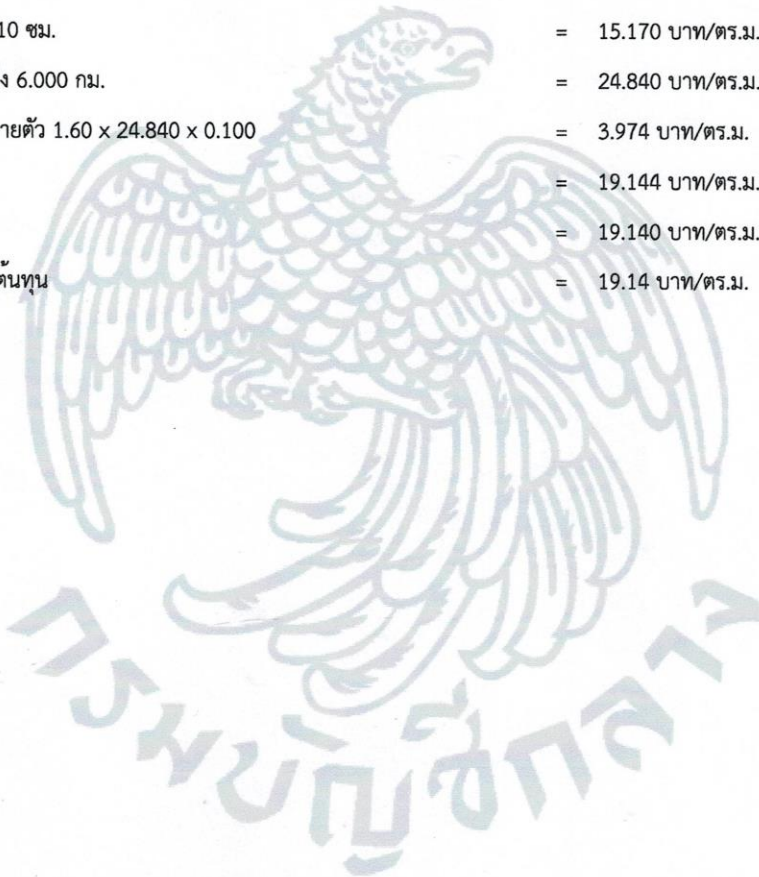 10 ซม. = 15.170 บาท/ตร.ม.
ง 6.000 กม. = 24.840 บาท/ตร.ม.
ายตัว 1.60 x 24.840 x 0.100 = 3.974 บาท/ตร.ม.
= 19.144 บาท/ตร.ม.
= 19.140 บาท/ตร.ม.
ต้นทุน = 19.14 บาท/ตร.ม.
กรมบัญชีกลาง